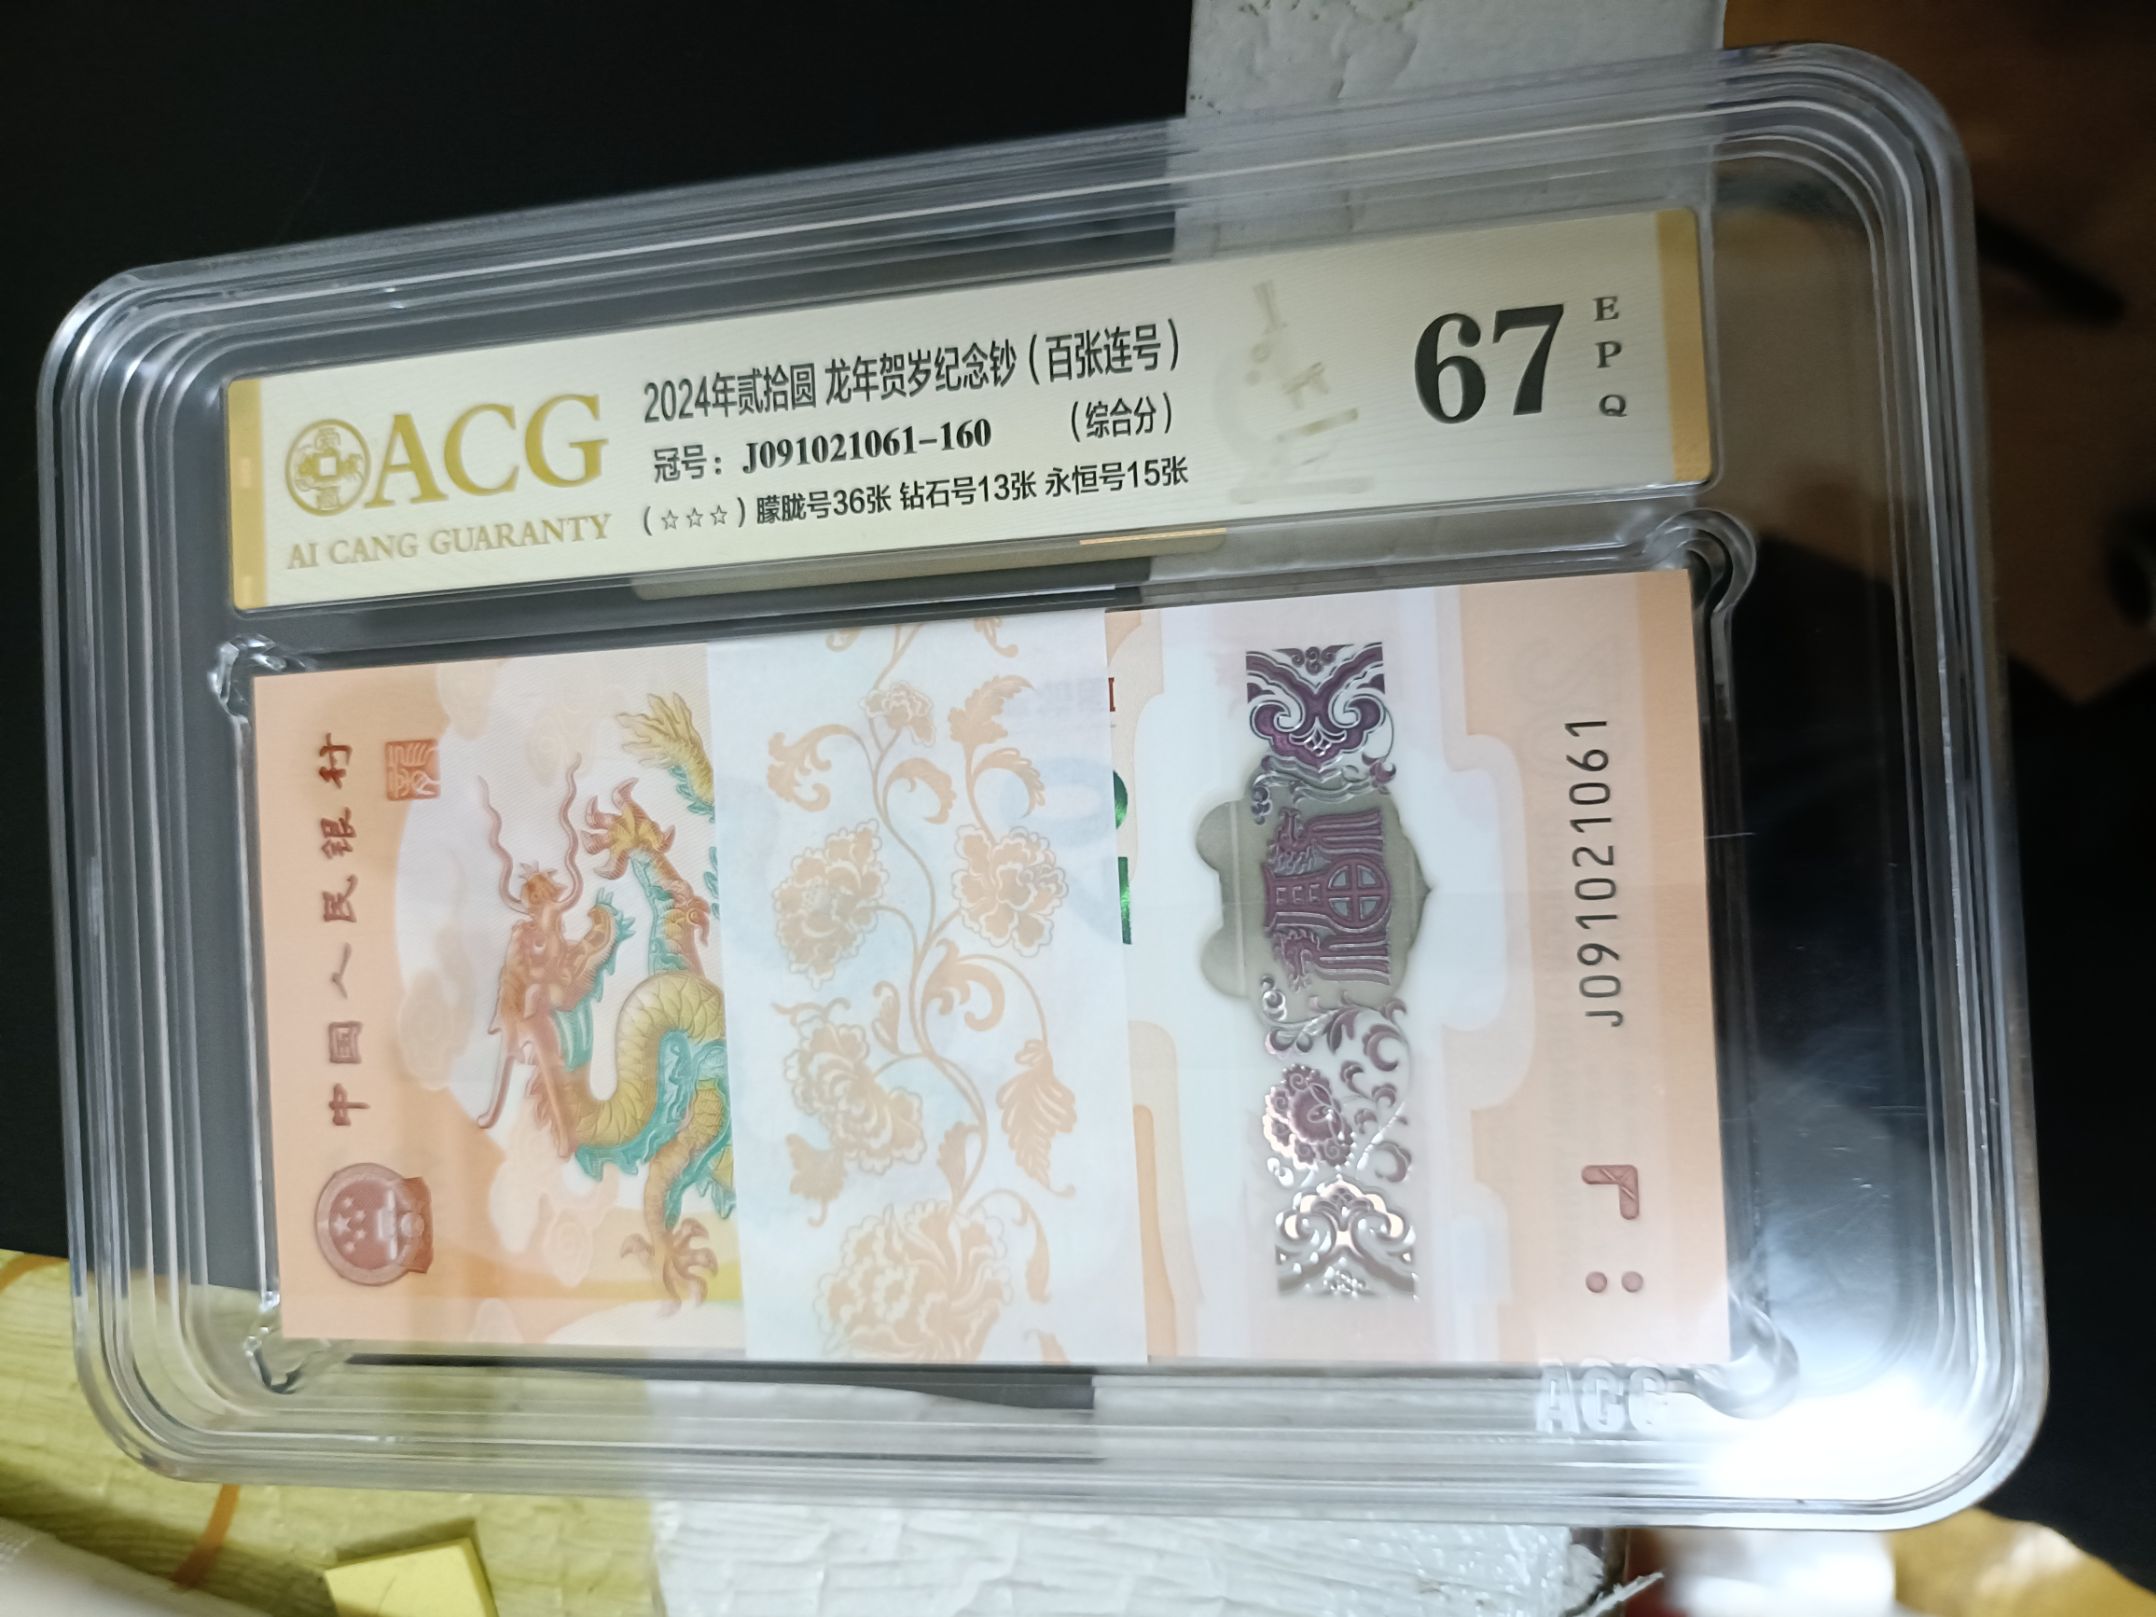 ACG
AI CANG GUARANTY
2024年贰拾圆 龙年贺岁纪念钞（百张连号）
冠号：J091021061-160 （综合分）
（☆☆☆）朦胧号36张 钻石号13张 永恒号15张
67
EPQ
中国人民银行
J091021061
ACG